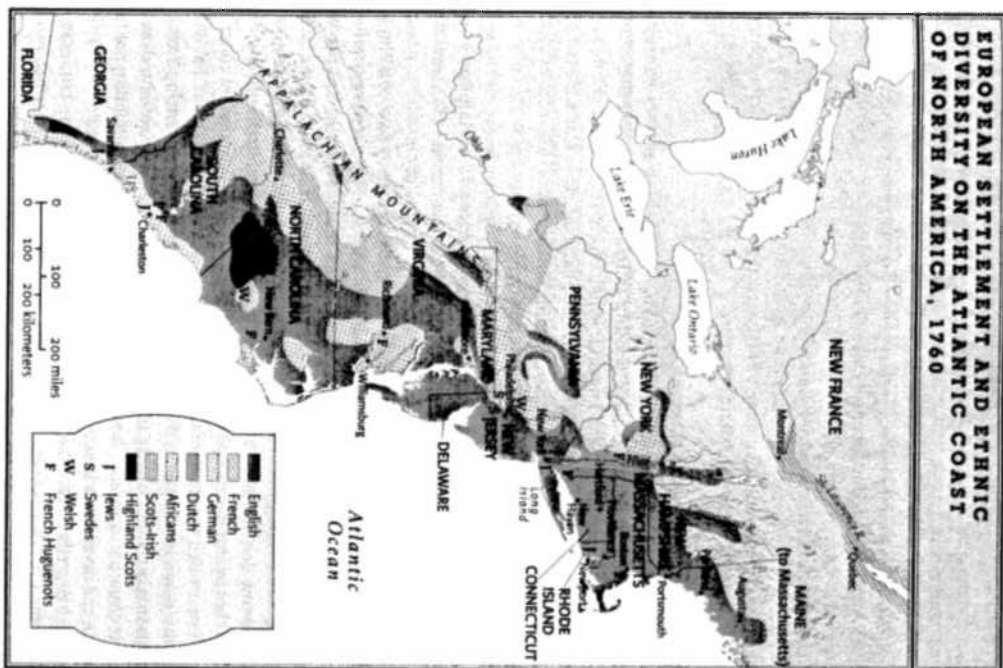 EUROPEAN SETTLEMENT AND ETHNIC
DIVERSITY ON THE ATLANTIC COAST
OF NORTH AMERICA, 1760
NEW FRANCE
Quebec
St. Lawrence R.
Montreal
MAINE
(to Massachusetts)
Augusta
Lake Huron
Lake Ontario
Lake Erie
Portsmouth
HAMPSHIRE
MASSACHUSETTS
NEW YORK
RHODE
ISLAND
CONNECTICUT
Long
Island
PENNSYLVANIA
Philadelphia
W
NEW
JERSEY
S
S
MARYLAND
DELAWARE
Ohio R.
APPALACHIAN MOUNTAINS
VIRGINIA
Richmond
F
Williamsburg
NORTH CAROLINA
New Bern
W
F
Charlotte
SOUTH
CAROLINA
F
J
Charleston
GEORGIA
Savannah
FLORIDA
Atlantic
Ocean
0 100 200 miles
0 100 200 kilometers
English
French
German
Dutch
Africans
Scots-Irish
Highland Scots
J Jews
S Swedes
W Welsh
F French Huguenots